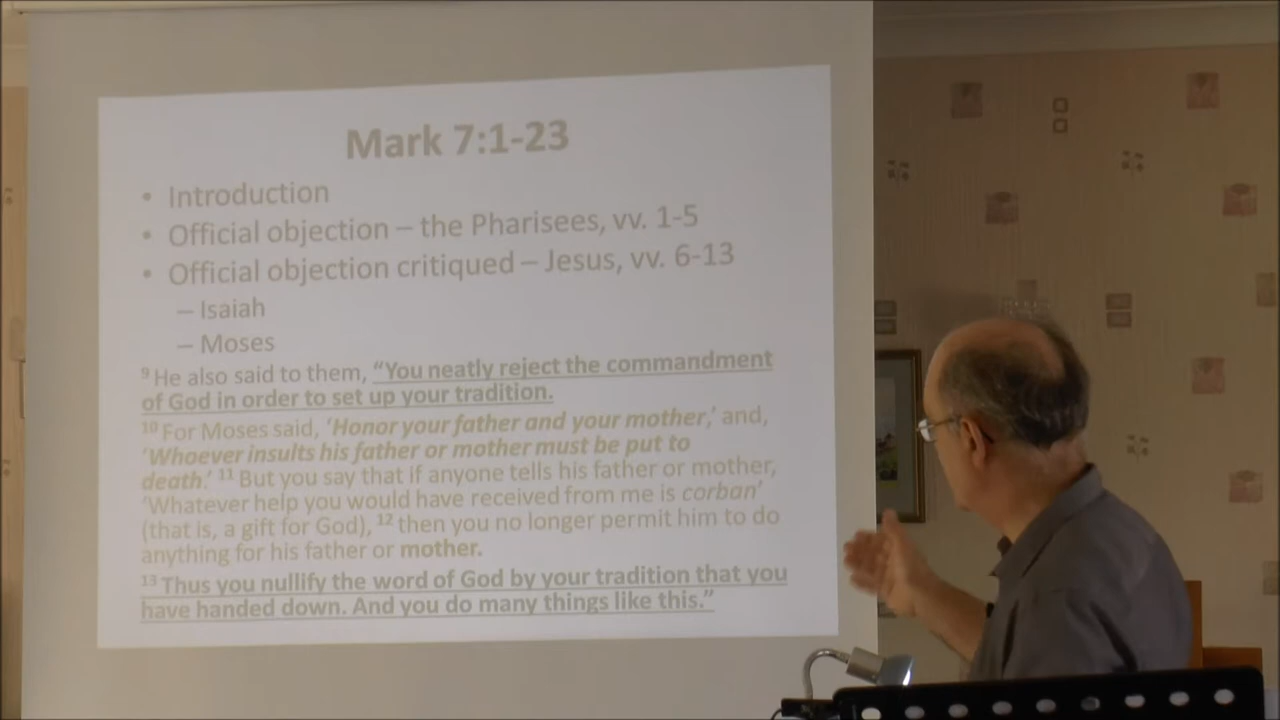 Mark 7:1-23
• Introduction
• Official objection – the Pharisees, vv. 1-5
• Official objection critiqued – Jesus, vv. 6-13
– Isaiah
– Moses
9 He also said to them, “You neatly reject the commandment
of God in order to set up your tradition.
10 For Moses said, ‘Honor your father and your mother,’ and,
‘Whoever insults his father or mother must be put to
death.’ 11 But you say that if anyone tells his father or mother,
‘Whatever help you would have received from me is corban’
(that is, a gift for God), 12 then you no longer permit him to do
anything for his father or mother.
13 Thus you nullify the word of God by your tradition that you
have handed down. And you do many things like this.”